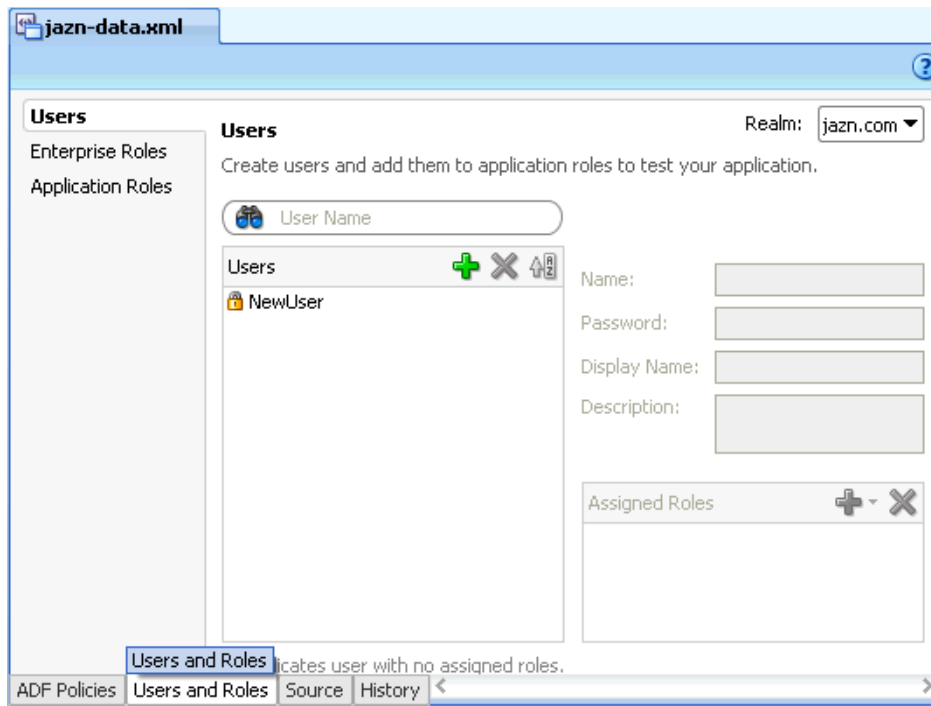 jazn-data.xml
?
Users
Enterprise Roles
Application Roles
Users
Realm: jazn.com
Create users and add them to application roles to test your application.
User Name
Users
NewUser
Name:
Password:
Display Name:
Description:
Assigned Roles
Users and Roles
user with no assigned roles.
ADF Policies Users and Roles Source History